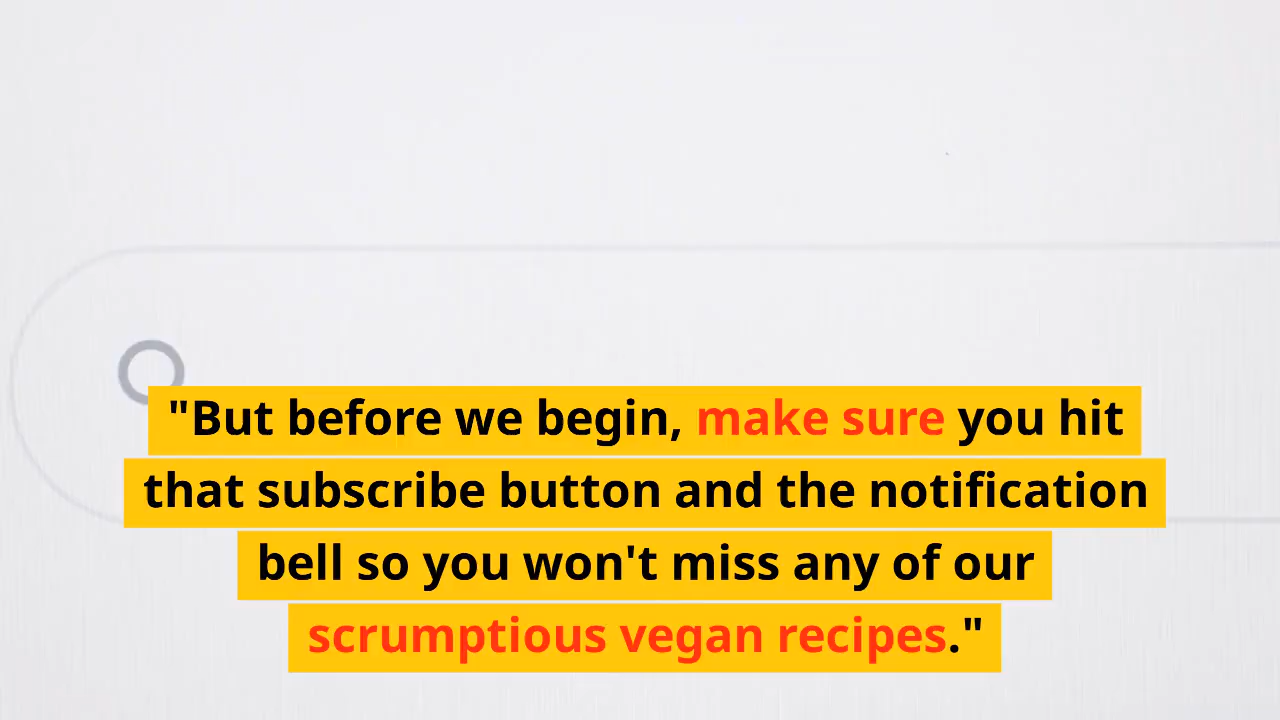 "But before we begin, make sure you hit
that subscribe button and the notification
bell so you won't miss any of our
scrumptious vegan recipes."